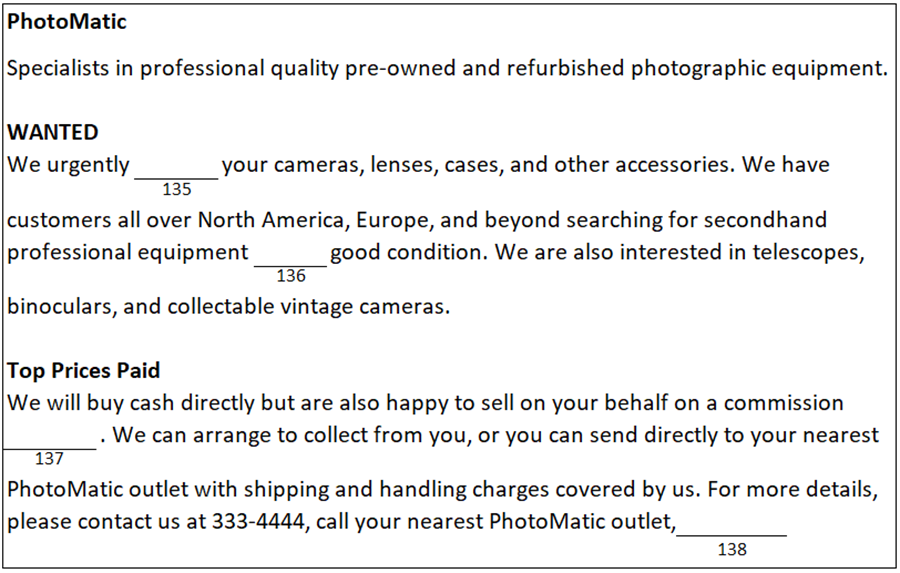 PhotoMatic
Specialists in professional quality pre-owned and refurbished photographic equipment.
WANTED
We urgently ________ your cameras, lenses, cases, and other accessories. We have
135
customers all over North America, Europe, and beyond searching for secondhand
professional equipment _______ good condition. We are also interested in telescopes,
136
binoculars, and collectable vintage cameras.
Top Prices Paid
We will buy cash directly but are also happy to sell on your behalf on a commission
_________ . We can arrange to collect from you, or you can send directly to your nearest
137
PhotoMatic outlet with shipping and handling charges covered by us. For more details,
please contact us at 333-4444, call your nearest PhotoMatic outlet,__________
138